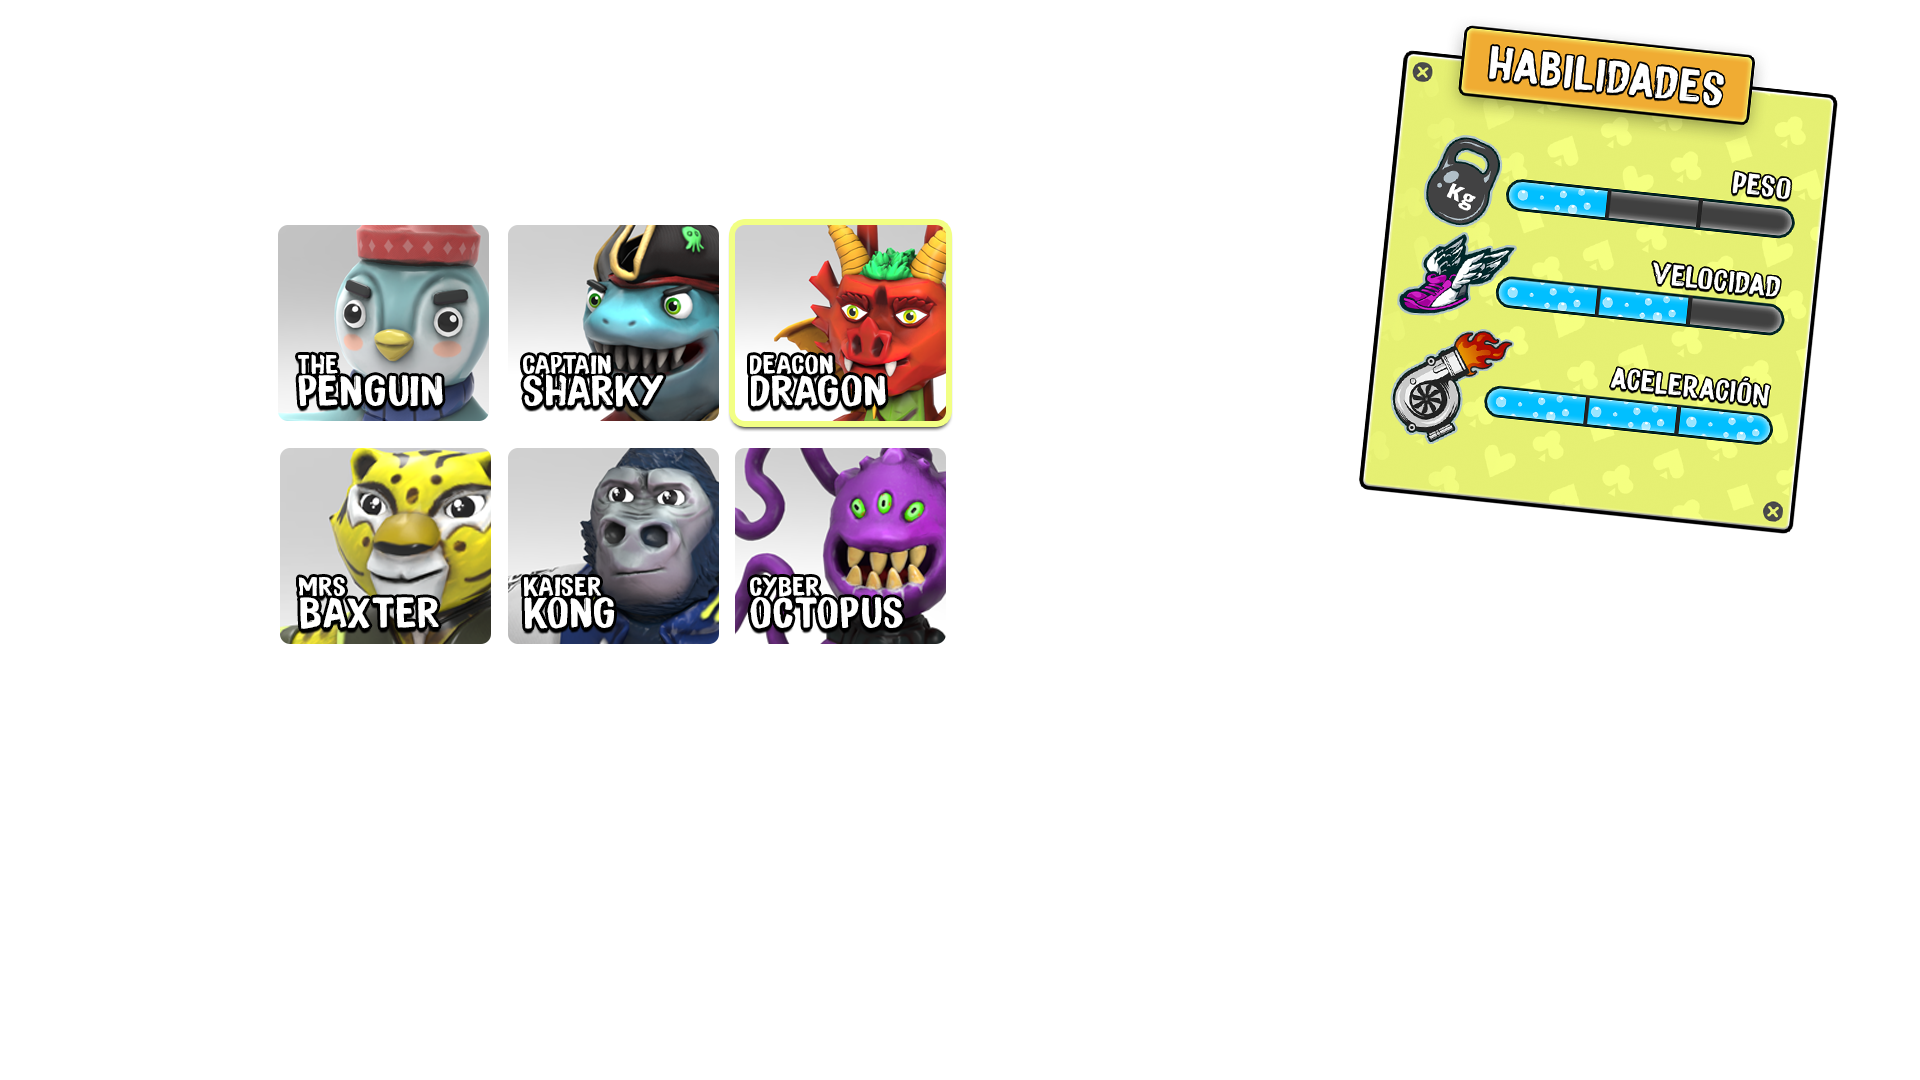 HABILIDADES
Kg
PESO
VELOCIDAD
ACELERACIÓN
THE
PENGUIN
CAPTAIN
SHARKY
DEACON
DRAGON
MRS
BAXTER
KAISER
KONG
CYBER
OCTOPUS